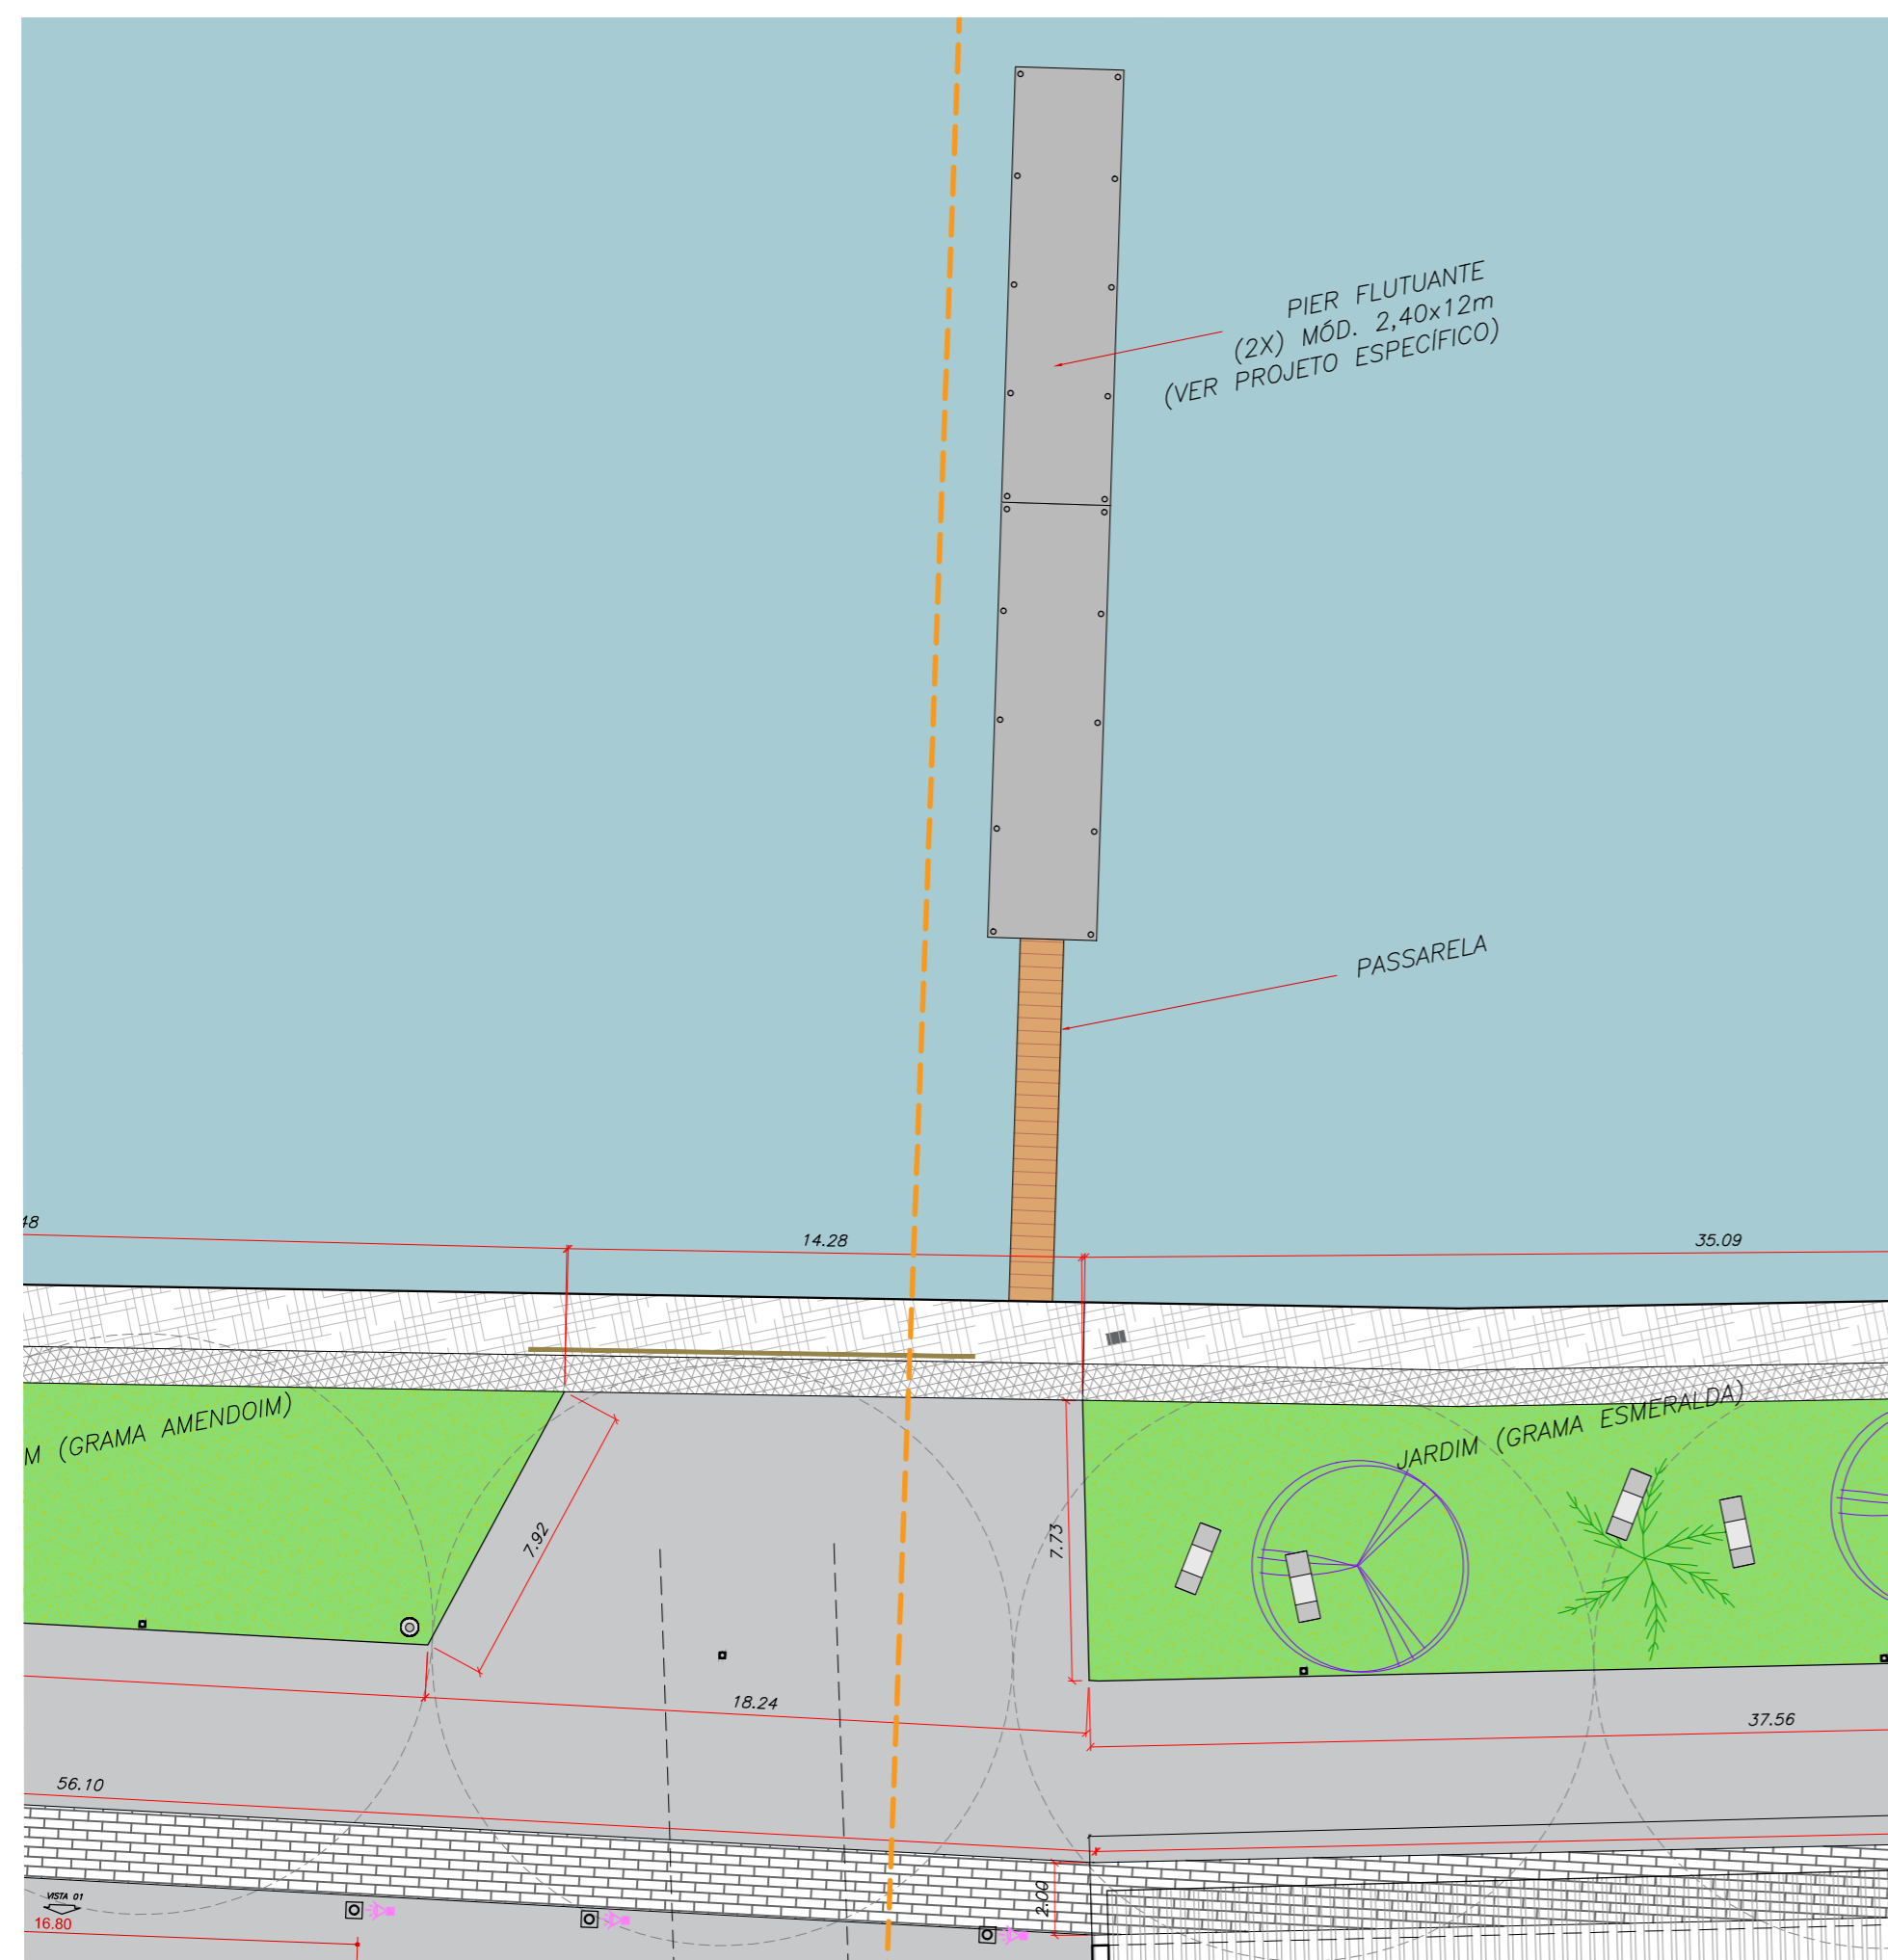 PIER FLUTUANTE
(2X) MÓD. 2,40x12m
(VER PROJETO ESPECÍFICO)
PASSARELA
48
14.28
35.09
M (GRAMA AMENDOIM)
JARDIM (GRAMA ESMERALDA)
7.92
7.73
18.24
37.56
56.10
2.00
VISTA 01
16.80